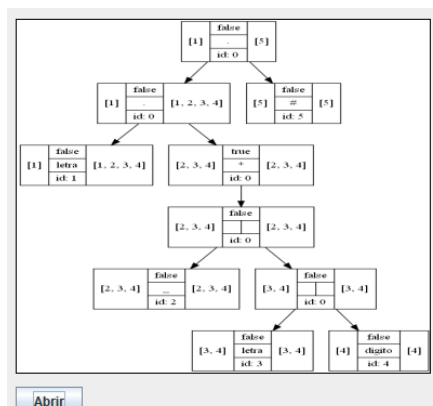 false
[1] . [5]
id: 0
false false
[1] . [1, 2, 3, 4] [5] # [5]
id: 0 id: 5
false true
[1] letra [1, 2, 3, 4] [2, 3, 4] * [2, 3, 4]
id: 1 id: 0
false
[2, 3, 4] | [2, 3, 4]
id: 0
false false
[2, 3, 4] _ [2, 3, 4] [3, 4] | [3, 4]
id: 2 id: 0
false false
[3, 4] letra [3, 4] [4] digito [4]
id: 3 id: 4
Abrir